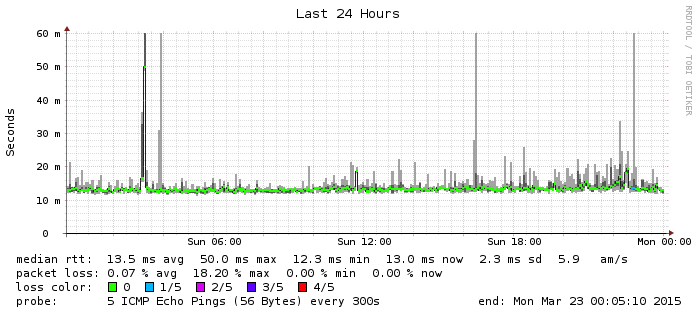 Last 24 Hours
RRDTOOL / TOBI OETIKER
Seconds
60 m
50 m
40 m
30 m
20 m
10 m
0
Sun 06:00 Sun 12:00 Sun 18:00 Mon 00:00
median rtt: 13.5 ms avg 50.0 ms max 12.3 ms min 13.0 ms now 2.3 ms sd 5.9 am/s
packet loss: 0.07 % avg 18.20 % max 0.00 % min 0.00 % now
loss color: 0 1/5 2/5 3/5 4/5
probe: 5 ICMP Echo Pings (56 Bytes) every 300s end: Mon Mar 23 00:05:10 2015